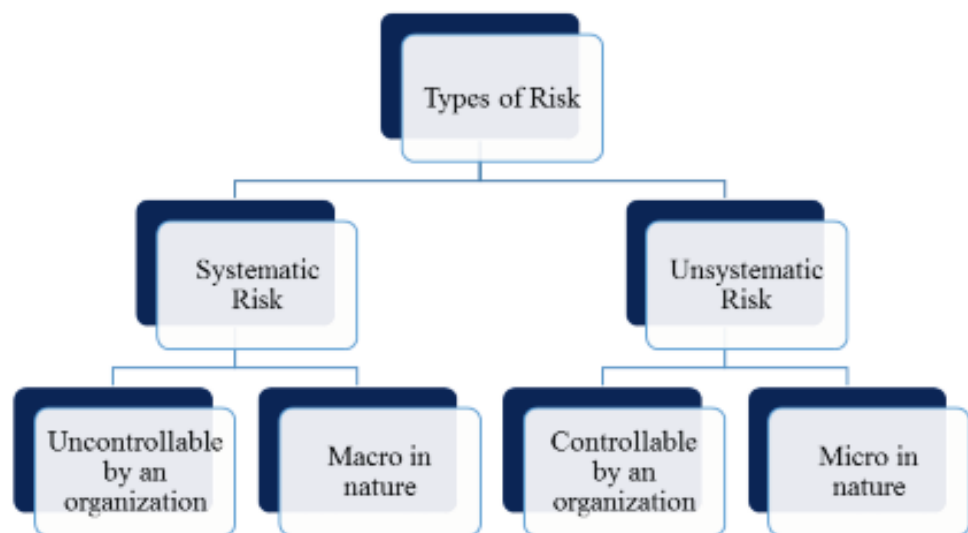 Types of Risk
Systematic
Risk
Unsystematic
Risk
Uncontrollable
by an
organization
Macro in
nature
Controllable
by an
organization
Micro in
nature